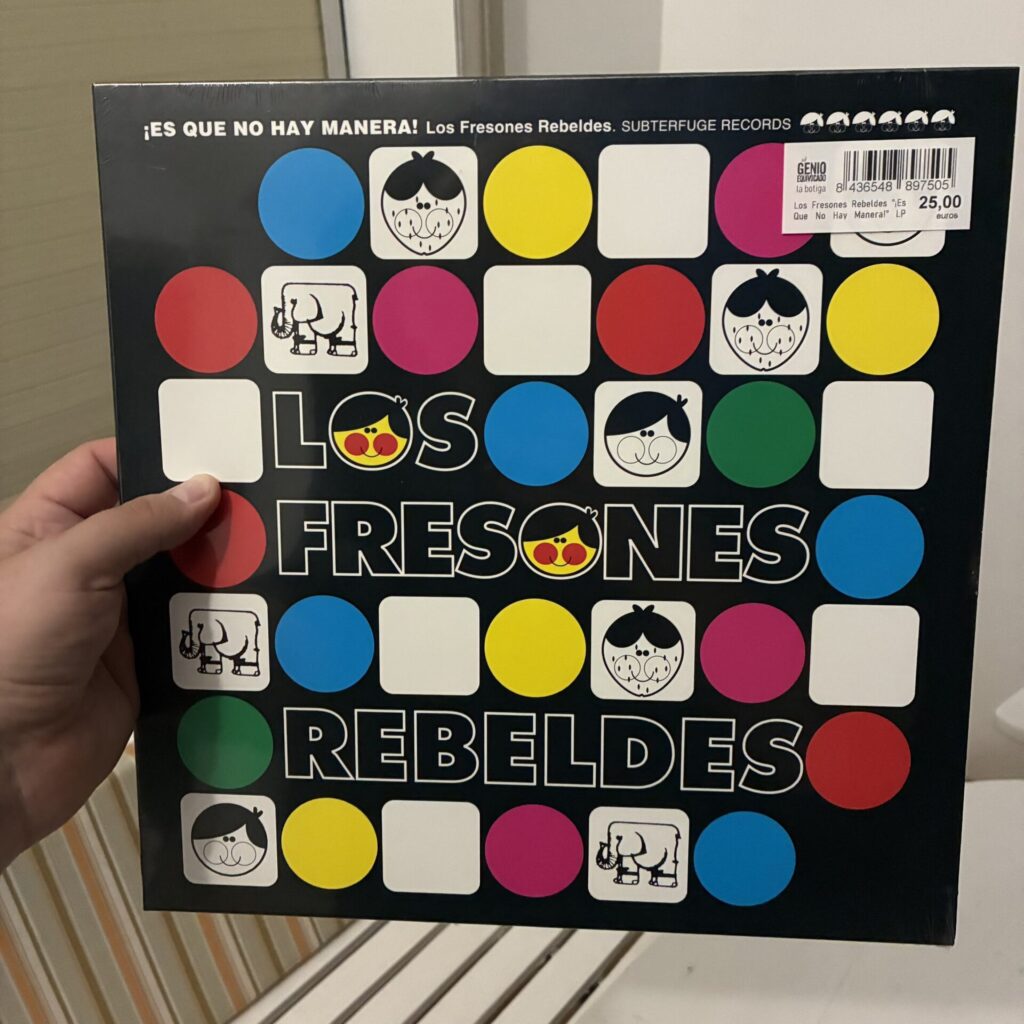 ¡ES QUE NO HAY MANERA! Los Fresones Rebeldes. SUBTERFUGE RECORDS
el
GENIO
EQUIVOCADO
la botiga
8 436548 897505
Los Fresones Rebeldes "¡Es
Que No Hay Manera!" LP
25,00
euros
LOS
FRESONES
REBELDES